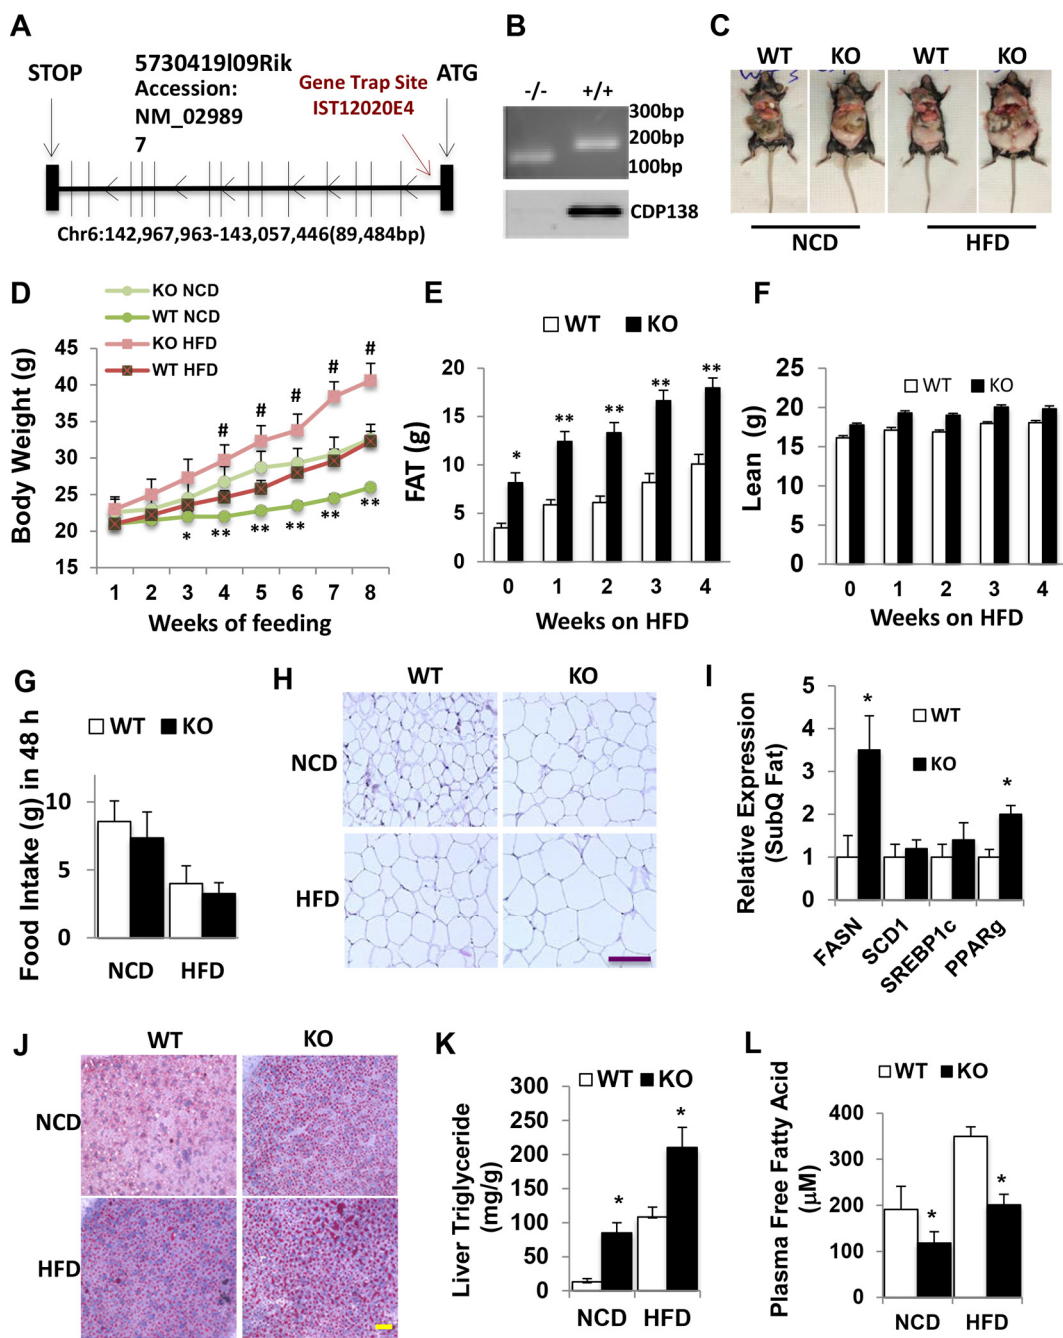 A
STOP
5730419l09Rik
Accession:
NM_02989
7
Gene Trap Site
IST12020E4
ATG
Chr6:142,967,963-143,057,446(89,484bp)
B
-/- +/+
300bp
200bp
100bp
CDP138
C
WT KO WT KO
NCD HFD
D
KO NCD
WT NCD
KO HFD
WT HFD
Body Weight (g)
45
40
35
30
25
20
15
# # # # #
* ** ** ** ** **
1 2 3 4 5 6 7 8
Weeks of feeding
E
WT KO
FAT (g)
20
15
10
5
0
* ** ** ** **
0 1 2 3 4
Weeks on HFD
F
WT KO
Lean (g)
25
20
15
10
5
0
0 1 2 3 4
Weeks on HFD
G
WT KO
Food Intake (g) in 48 h
10
5
0
NCD HFD
H
WT KO
NCD
HFD
I
Relative Expression
(SubQ Fat)
5
4
3
2
1
0
WT
KO
* *
FASN
SCD1
SREBP1c
PPARg
J
WT KO
NCD
HFD
K
WT KO
Liver Triglyceride
(mg/g)
300
250
200
150
100
50
0
* *
NCD HFD
L
WT KO
Plasma Free Fatty Acid
(µM)
400
300
200
100
0
* *
NCD HFD